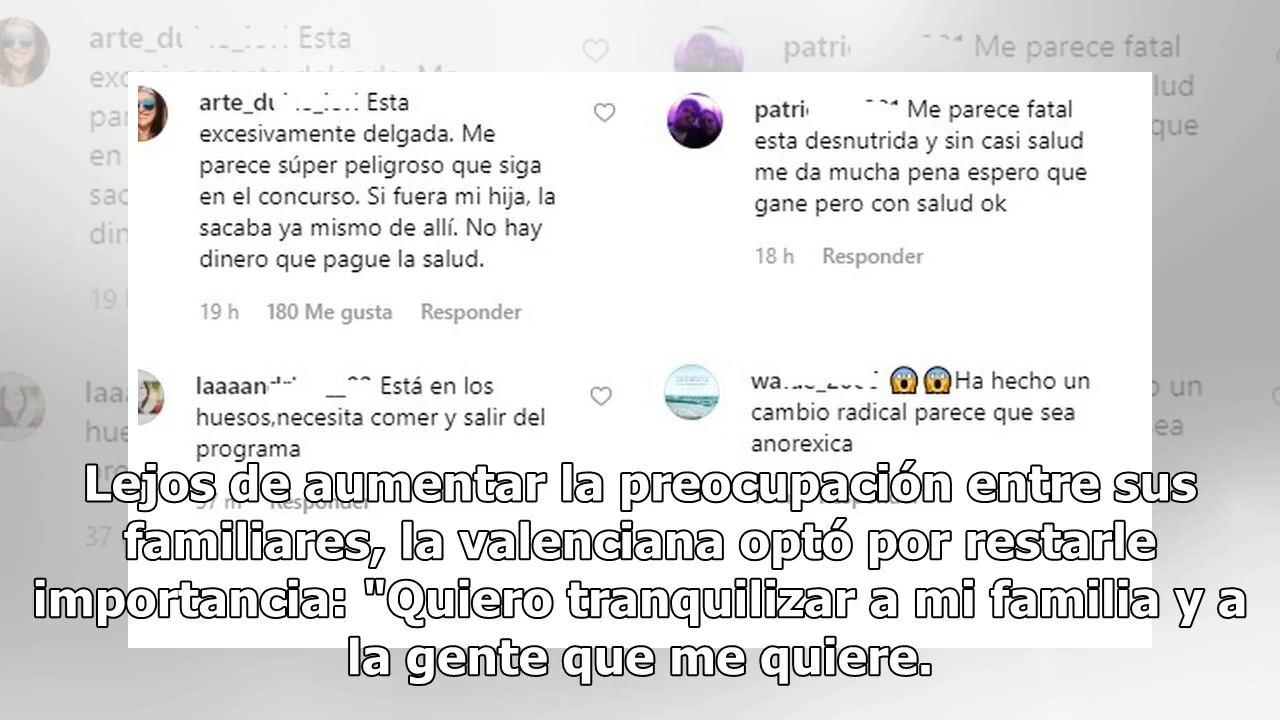 arte_du Esta
excesivamente delgada. Me
parece súper peligroso que siga
en el concurso. Si fuera mi hija, la
sacaba ya mismo de allí. No hay
dinero que pague la salud.
19 h 180 Me gusta Responder
patri Me parece fatal
esta desnutrida y sin casi salud
me da mucha pena espero que
gane pero con salud ok
18 h Responder
laaaan Está en los
huesos,necesita comer y salir del
programa
37 m Responder
wa 😱😱Ha hecho un
cambio radical parece que sea
anorexica
Lejos de aumentar la preocupación entre sus
familiares, la valenciana optó por restarle
importancia: "Quiero tranquilizar a mi familia y a
la gente que me quiere.